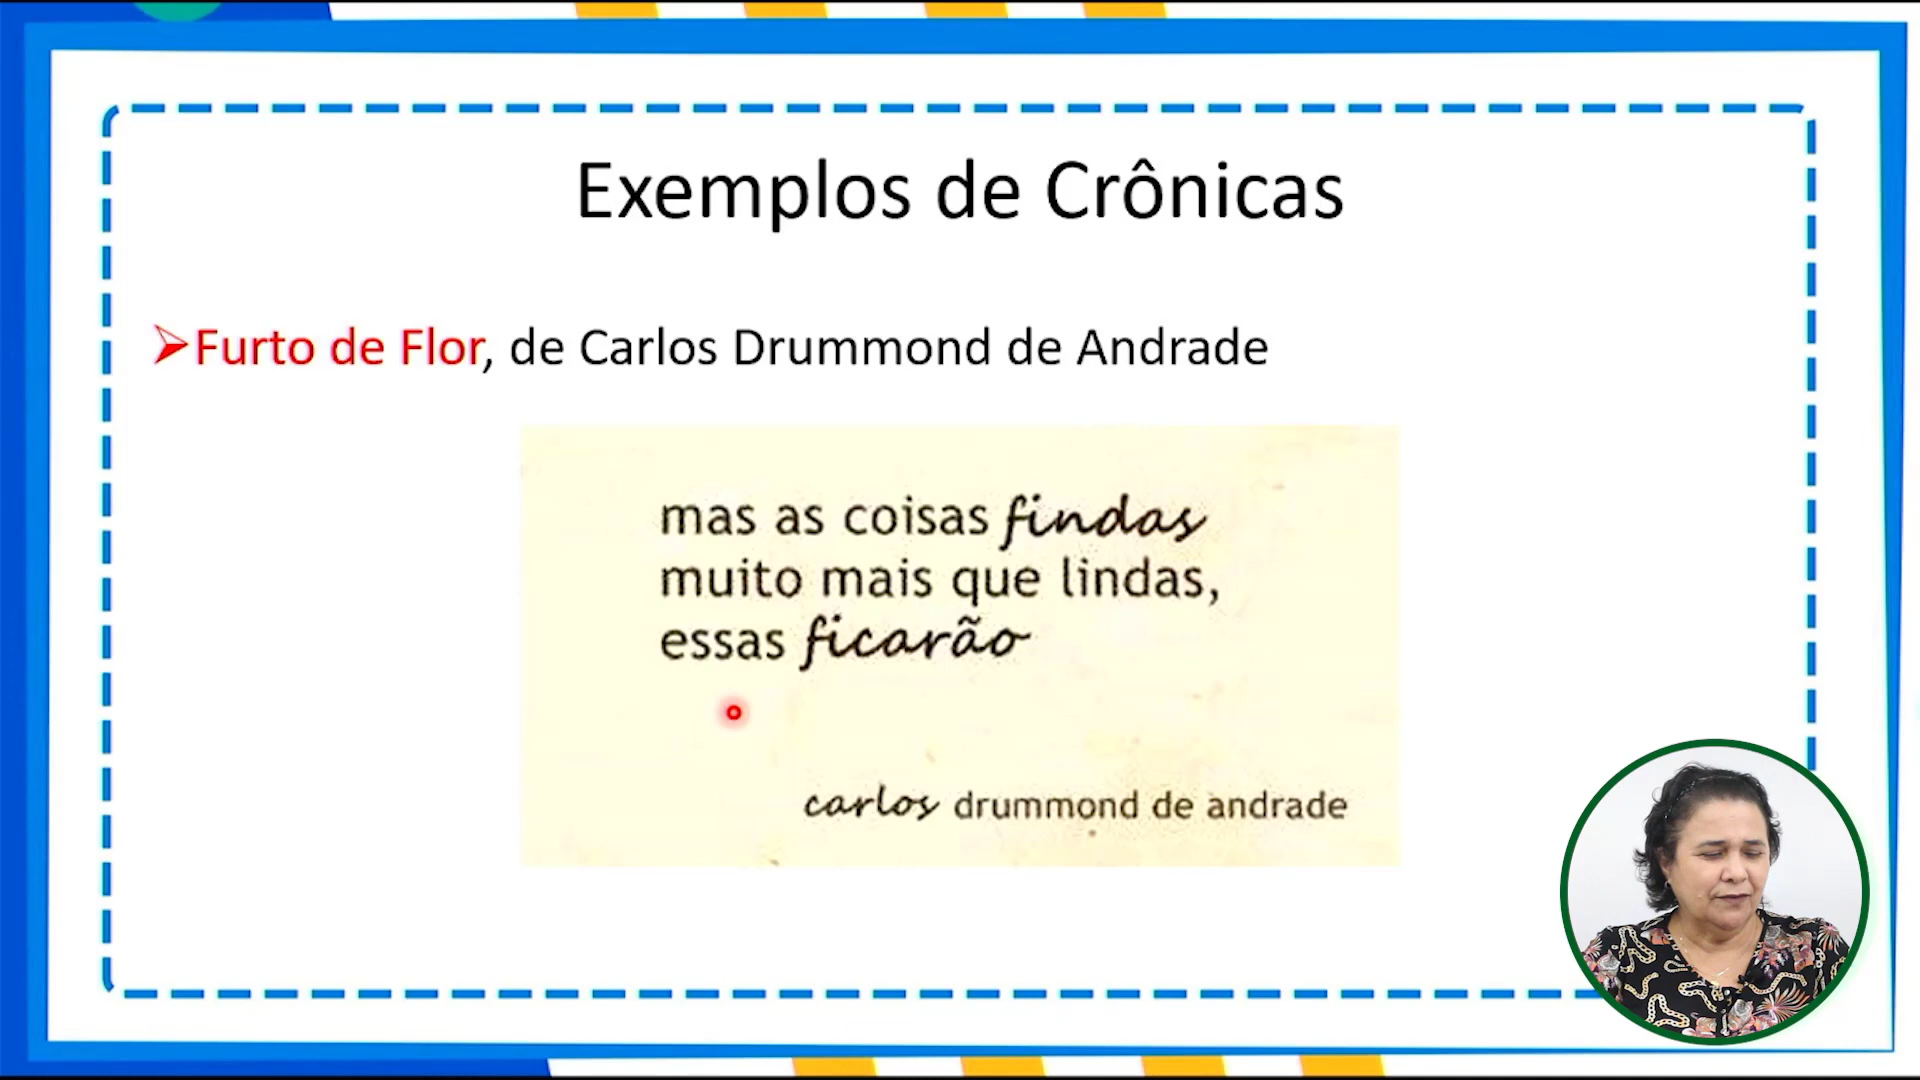 Exemplos de Crônicas
Furto de Flor, de Carlos Drummond de Andrade
mas as coisas findas
muito mais que lindas,
essas ficarão
carlos drummond de andrade